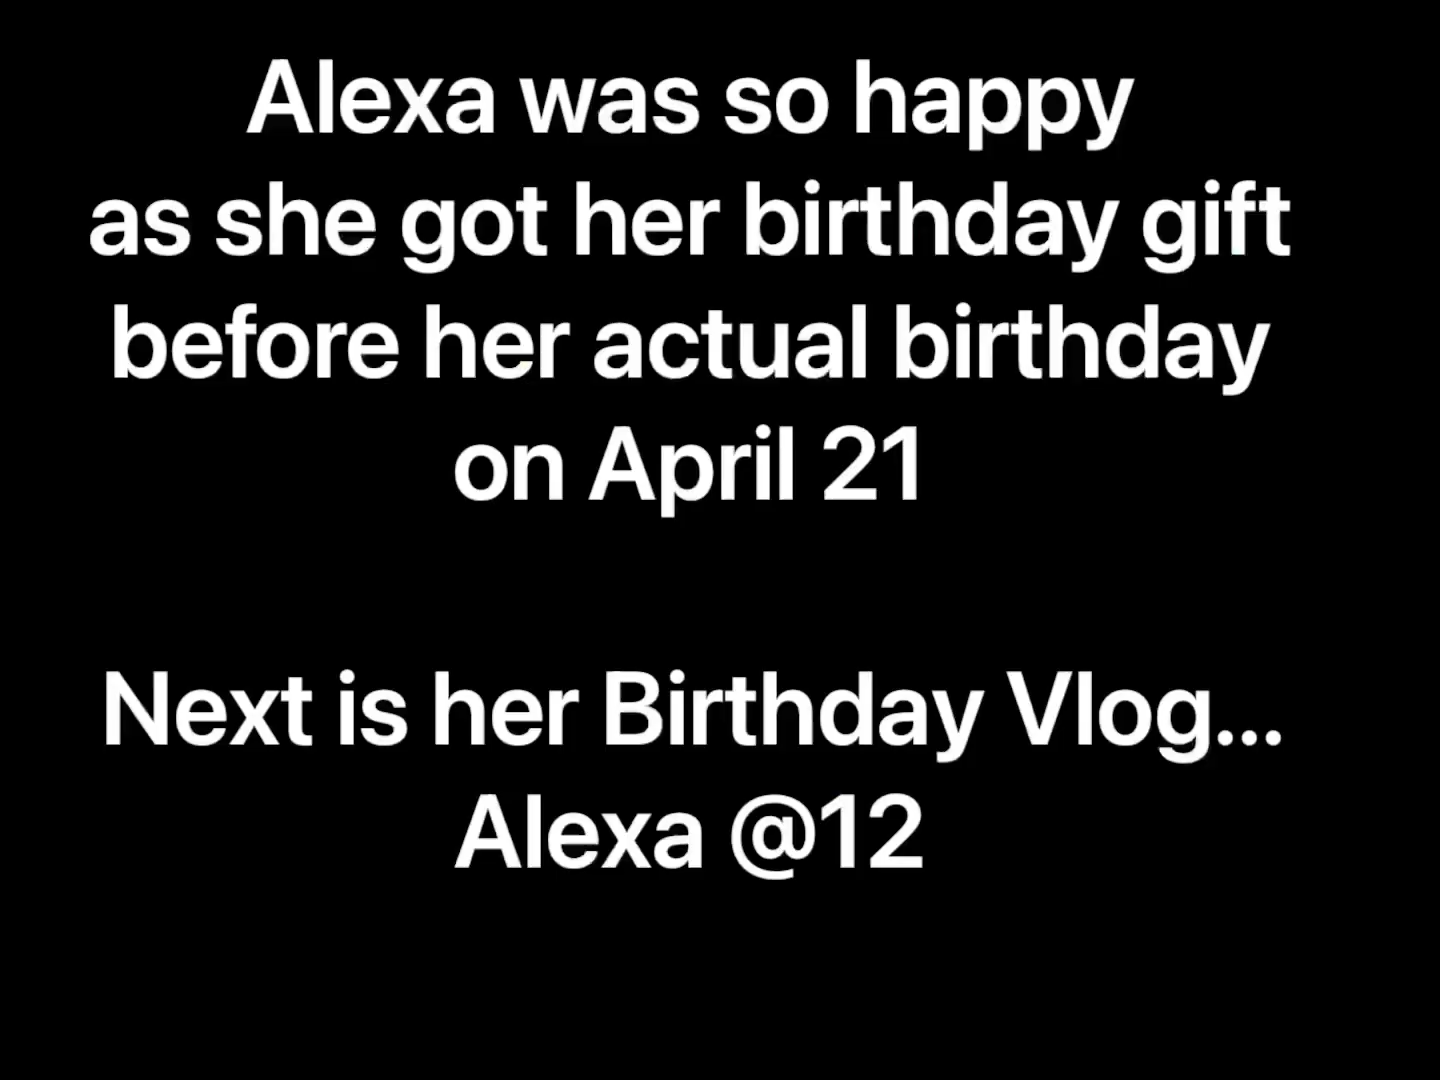 Alexa was so happy
as she got her birthday gift
before her actual birthday
on April 21
Next is her Birthday Vlog...
Alexa @12